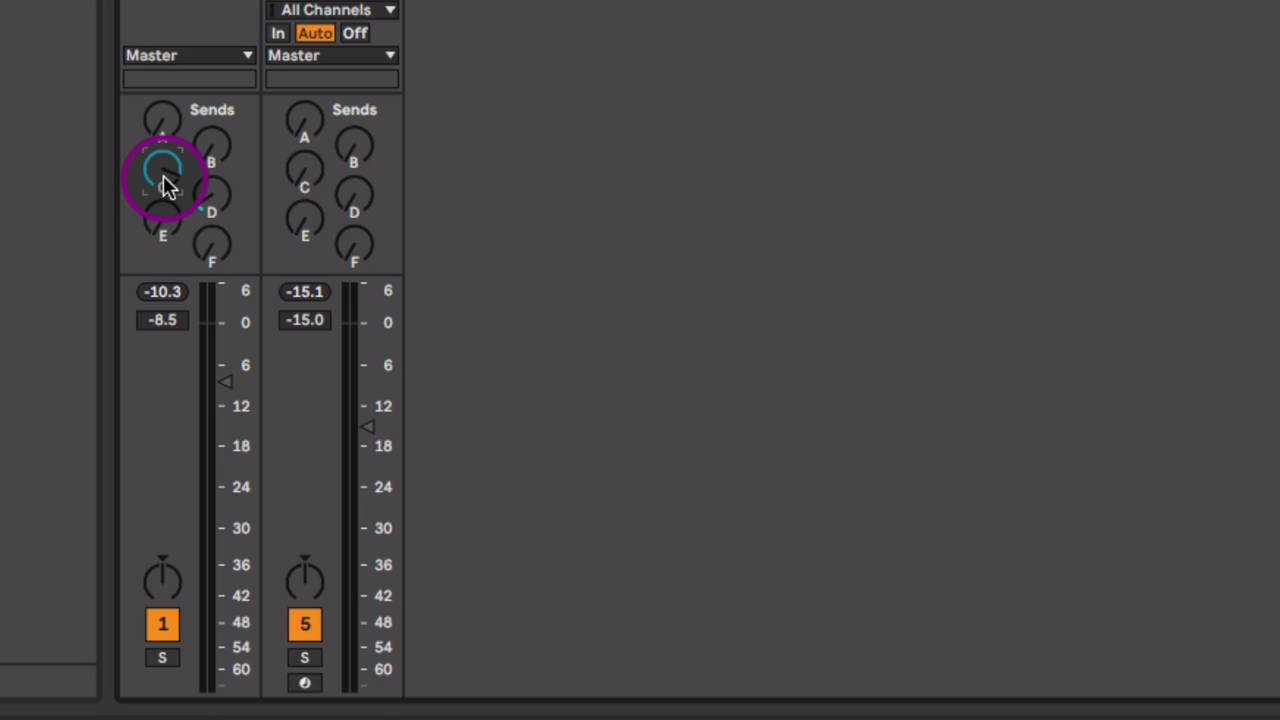 All Channels
In Auto Off
Master Master
Sends Sends
A A
B B
C
D D
E E
F F
-10.3 6 -15.1 6
-8.5 0 -15.0 0
6 6
12 12
18 18
24 24
30 30
36 36
42 42
1 48 5 48
54 54
S 60 S 60